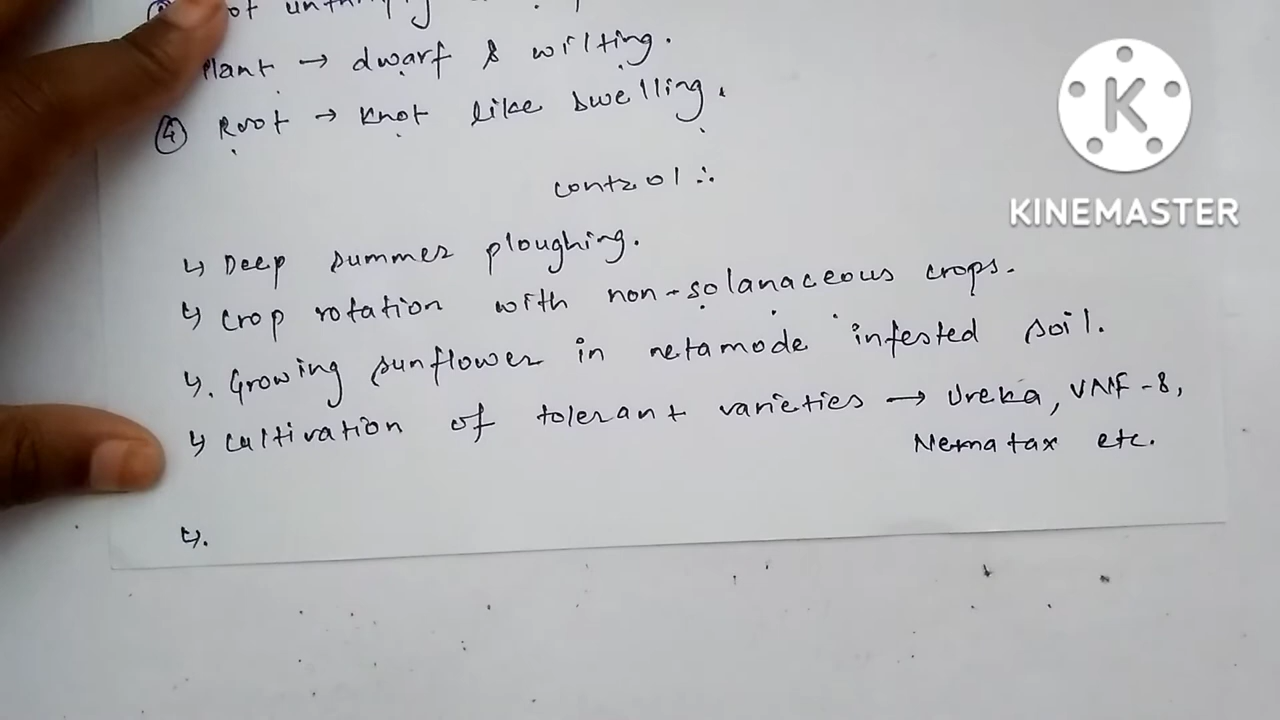 Plant → dwarf & wilting.
④ Root → Knot like swelling.
control ∴
↳ Deep summer ploughing.
↳ crop rotation with non-solanaceous crops.
↳. Growing sunflower in netamode infested soil.
↳ cultivation of tolerant varieties → Ureka, VNF-8,
Nematax etc.
↳.
K
KINEMASTER